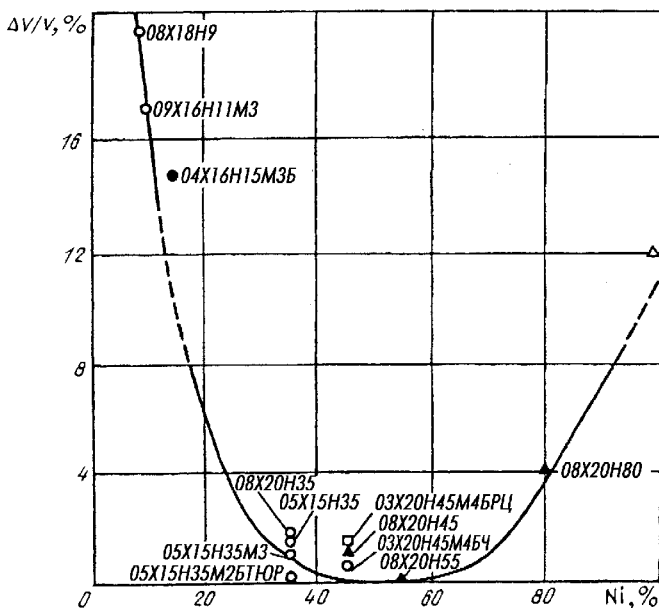 ΔV/V, %
08Х18Н9
09Х16Н11М3
16
04Х16Н15М3Б
12
8
4
08Х20Н35
05Х15Н35
03Х20Н45М4БРЦ
08Х20Н45
08Х20Н80
05Х15Н35М3
03Х20Н45М4БЧ
05Х15Н35М2БТЮР
08Х20Н55
0
20
40
60
80
Ni, %